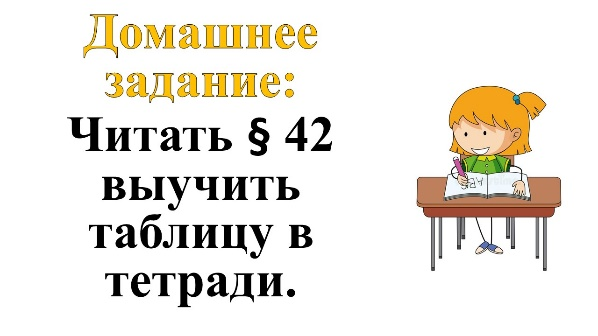 Домашнее
задание:
Читать § 42
выучить
таблицу в
тетради.